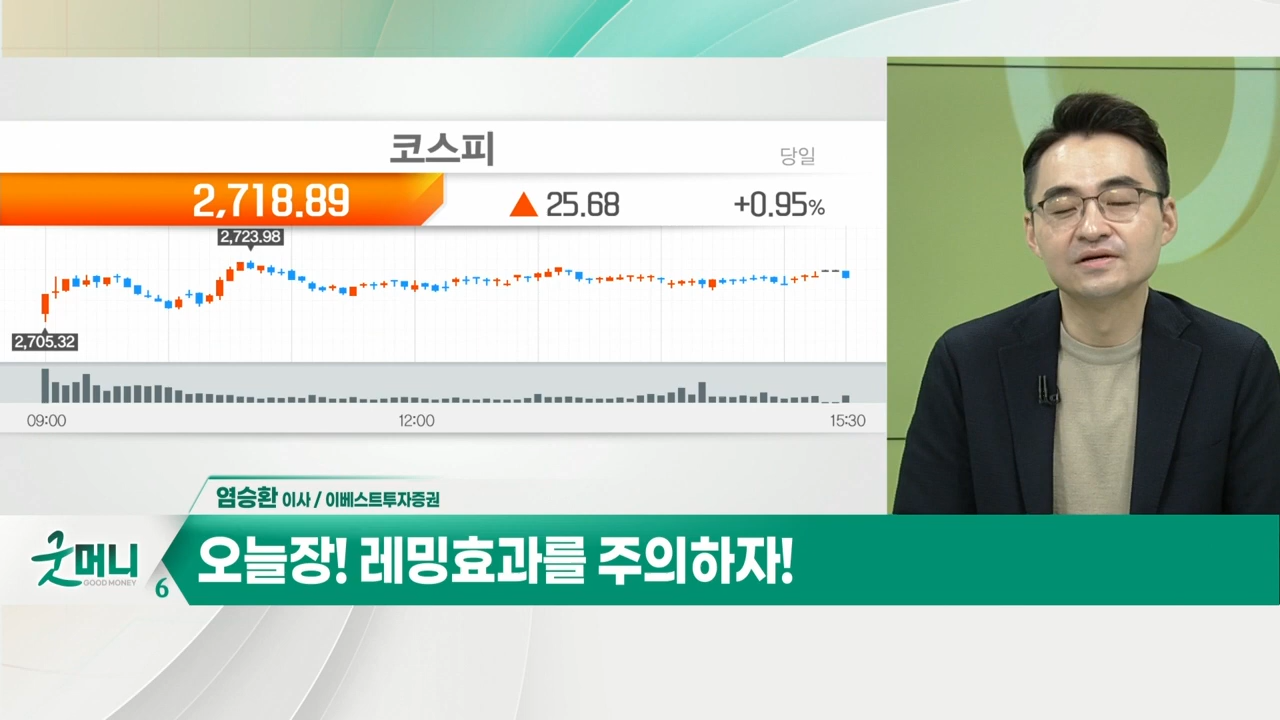 코스피
당일
2,718.89 ▲ 25.68 +0.95%
2,723.98
2,705.32
09:00 12:00 15:30
염승환 이사 / 이베스트투자증권
굿머니
GOOD MONEY
6
오늘장! 레밍효과를 주의하자!